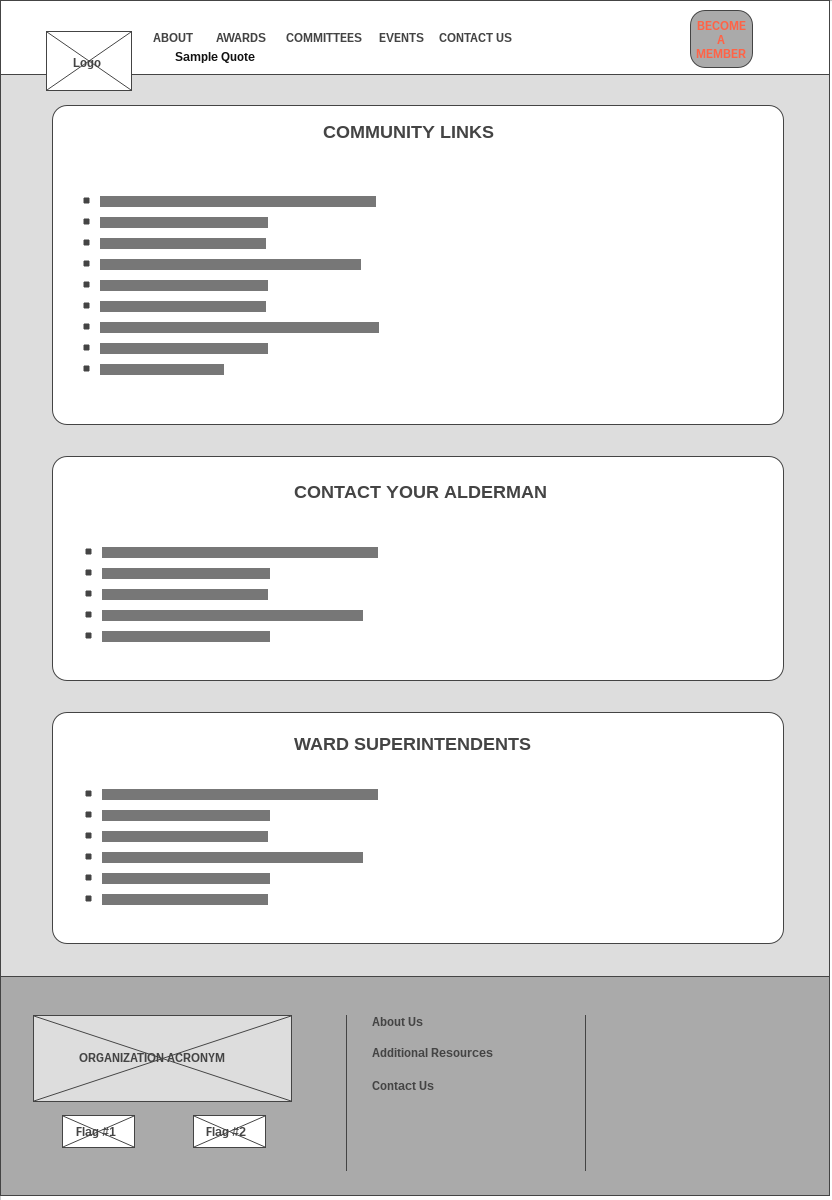 ABOUT AWARDS COMMITTEES EVENTS CONTACT US
Sample Quote
Logo
BECOME
A
MEMBER
COMMUNITY LINKS
CONTACT YOUR ALDERMAN
WARD SUPERINTENDENTS
ORGANIZATION ACRONYM
Flag #1 Flag #2
About Us
Additional Resources
Contact Us